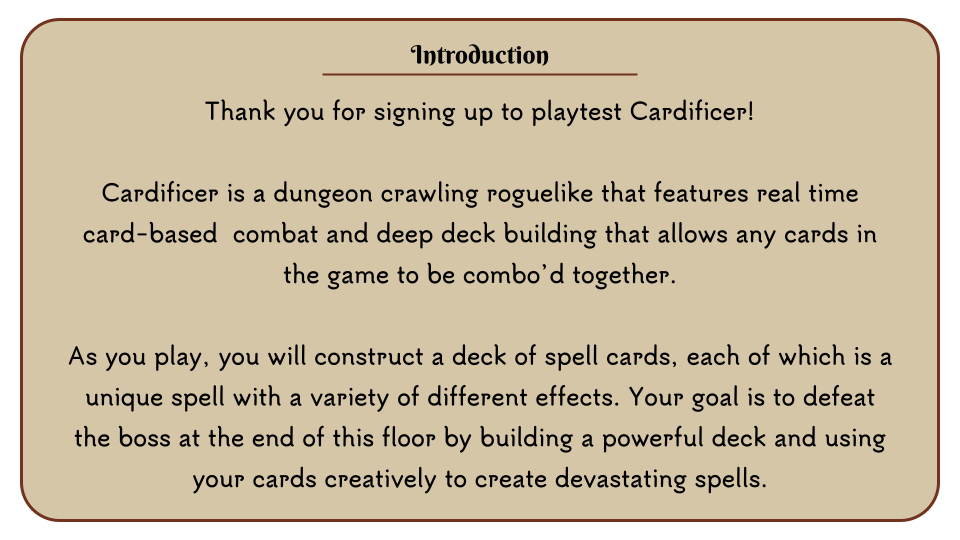 Introduction
Thank you for signing up to playtest Cardificer!
Cardificer is a dungeon crawling roguelike that features real time
card-based  combat and deep deck building that allows any cards in
the game to be combo’d together.
As you play, you will construct a deck of spell cards, each of which is a
unique spell with a variety of different effects. Your goal is to defeat
the boss at the end of this floor by building a powerful deck and using
your cards creatively to create devastating spells.